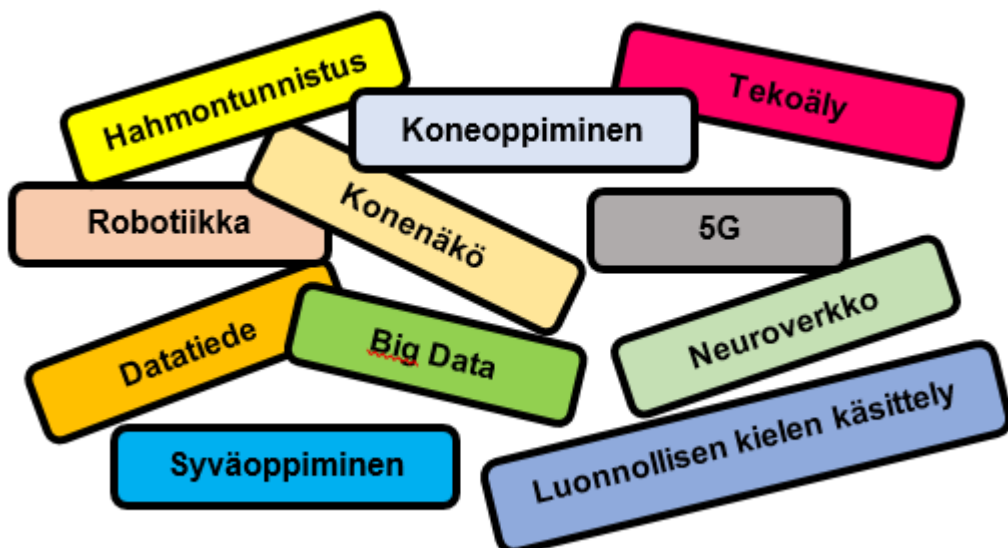 Hahmontunnistus
Tekoäly
Koneoppiminen
Robotiikka
Konenäkö
5G
Datatiede
Big Data
Neuroverkko
Syväoppiminen
Luonnollisen kielen käsittely